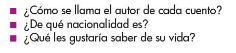 ¿Cómo se llama el autor de cada cuento?
¿De qué nacionalidad es?
¿Qué les gustaría saber de su vida?